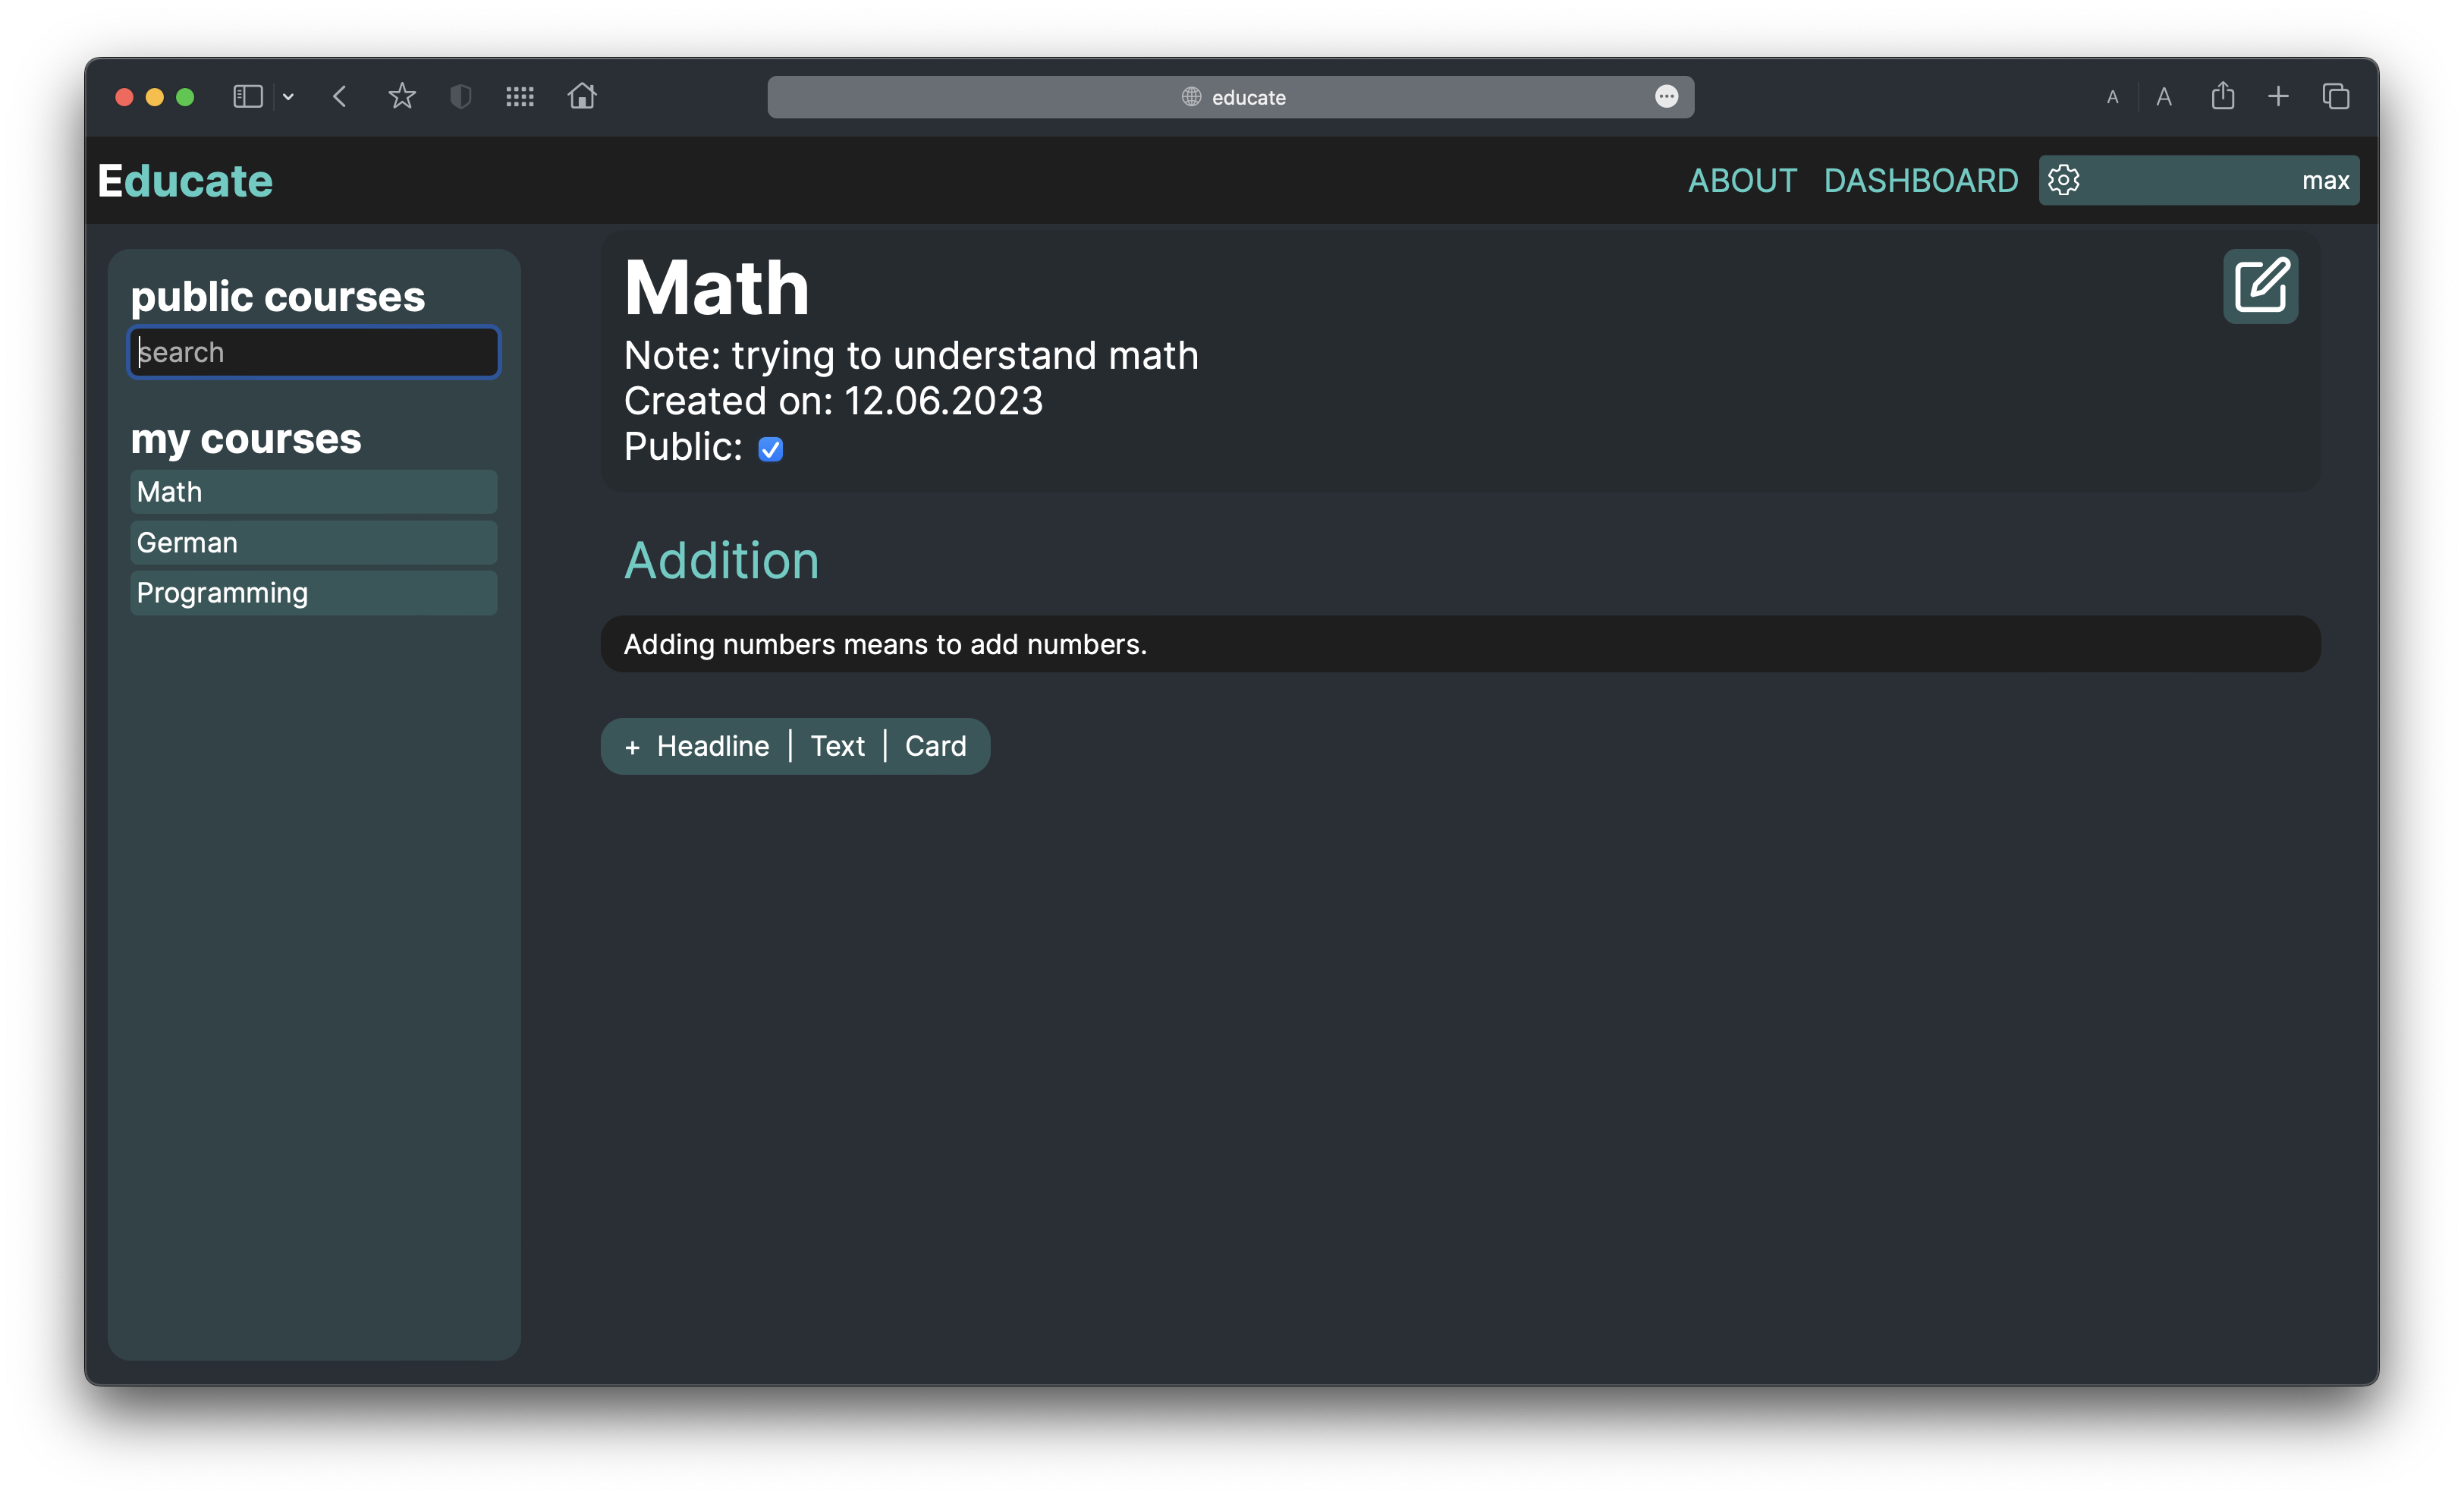 educate
A A
Educate
ABOUT DASHBOARD max
public courses
search
my courses
Math
German
Programming
Math
Note: trying to understand math
Created on: 12.06.2023
Public:
Addition
Adding numbers means to add numbers.
+ Headline | Text | Card